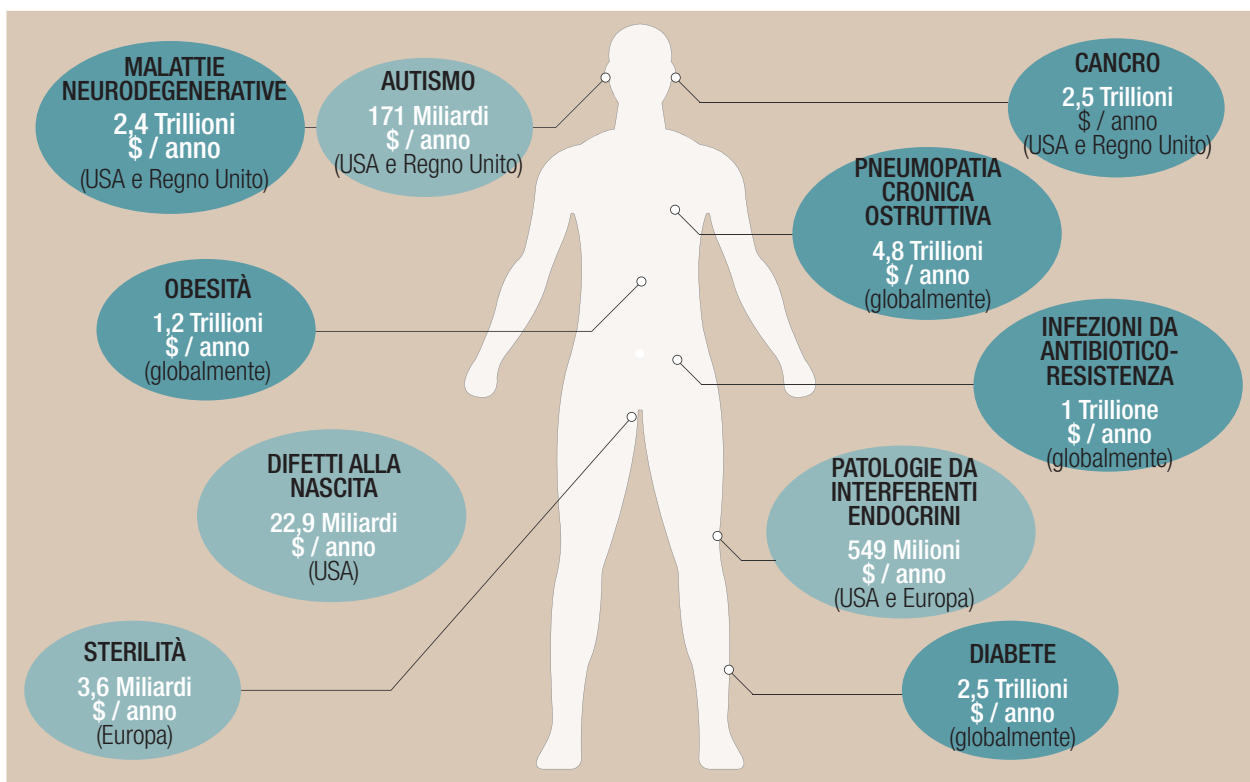 MALATTIE
NEURODEGENERATIVE
2,4 Trillioni
$ / anno
(USA e Regno Unito)
AUTISMO
171 Miliardi
$ / anno
(USA e Regno Unito)
CANCRO
2,5 Trillioni
$ / anno
(USA e Regno Unito)
PNEUMOPATIA
CRONICA
OSTRUTTIVA
4,8 Trillioni
$ / anno
(globalmente)
OBESITÀ
1,2 Trillioni
$ / anno
(globalmente)
INFEZIONI DA
ANTIBIOTICO-
RESISTENZA
1 Trillione
$ / anno
(globalmente)
DIFETTI ALLA
NASCITA
22,9 Miliardi
$ / anno
(USA)
PATOLOGIE DA
INTERFERENTI
ENDOCRINI
549 Milioni
$ / anno
(USA e Europa)
STERILITÀ
3,6 Miliardi
$ / anno
(Europa)
DIABETE
2,5 Trillioni
$ / anno
(globalmente)